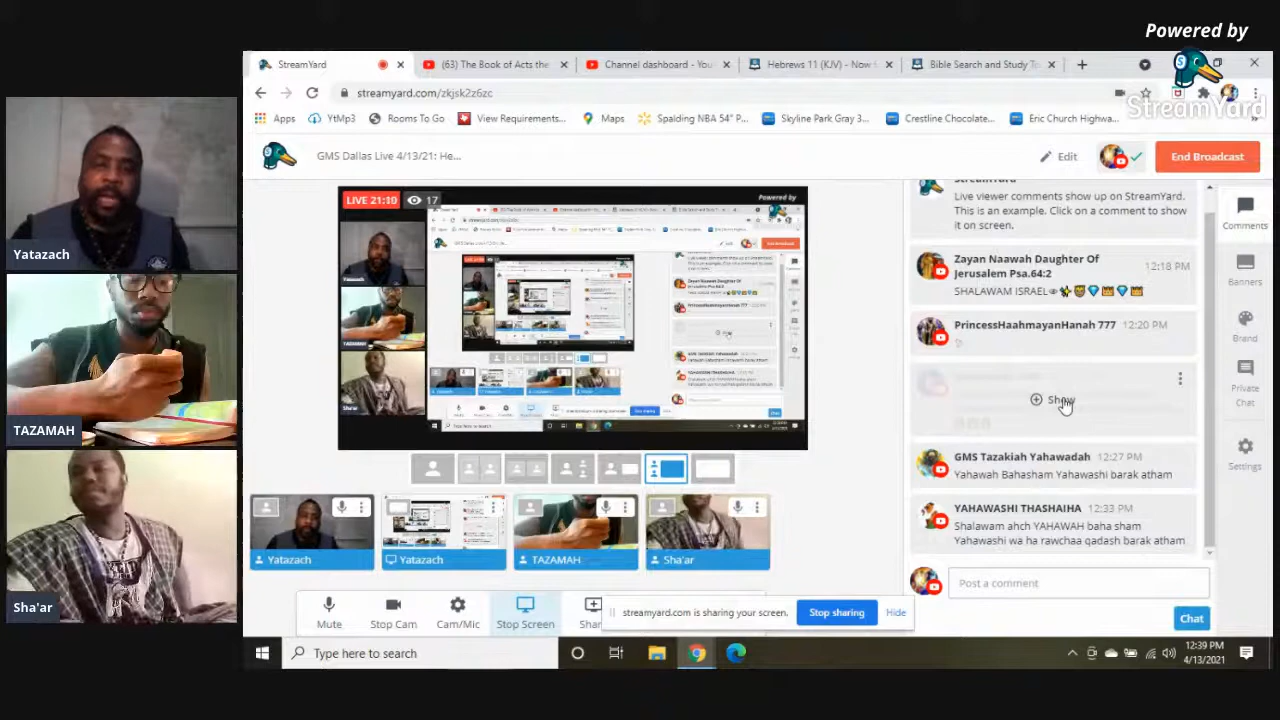 Powered by
StreamYard
StreamYard
(63) The Book of Acts the
Channel dashboard - You
Hebrews 11 (KJV) - Now f
Bible Search and Study To
streamyard.com/zkjsk2z6zc
Apps
YtMp3
Rooms To Go
View Requirements...
Maps
Spalding NBA 54" P...
Skyline Park Gray 3...
Crestline Chocolate...
Eric Church Highwa...
GMS Dallas Live 4/13/21: He...
Edit
End Broadcast
LIVE 21:10
17
Powered by
Yatazach
TAZAMAH
Sha'ar
StreamYard
Live viewer comments show up on StreamYard.
This is an example. Click on a comment to show
it on screen.
Zayan Naawah Daughter Of
Jerusalem Psa.64:2
12:18 PM
SHALAWAM ISRAEL
PrincessHaahmayanHanah 777
12:20 PM
Show
GMS Tazakiah Yahawadah
12:27 PM
Yahawah Bahasham Yahawashi barak atham
YAHAWASHI THASHAIHA
12:33 PM
Shalawam ahch YAHAWAH baha sham
Yahawashi wa ha rawchaa qadash barak atham
Post a comment
Chat
Comments
Banners
Brand
Private
Chat
Settings
Yatazach
Yatazach
TAZAMAH
Sha'ar
Mute
Stop Cam
Cam/Mic
Stop Screen
Shar
streamyard.com is sharing your screen.
Stop sharing
Hide
Type here to search
12:39 PM
4/13/2021